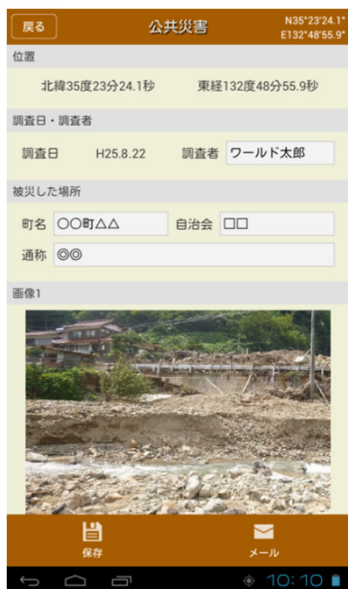 戻る 公共災害 N35°23'24.1"
E132°48'55.9"
位置
北緯35度23分24.1秒 東経132度48分55.9秒
調査日・調査者
調査日 H25.8.22 調査者 ワールド太郎
被災した場所
町名 〇〇町△△ 自治会 □□
通称 ◎◎
画像1
保存 メール
10:10